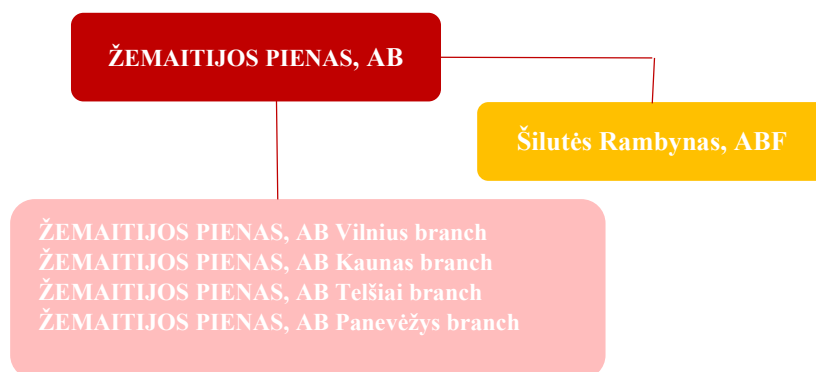 ŽEMAITIJOS PIENAS, AB
Šilutės Rambynas, ABF
ŽEMAITIJOS PIENAS, AB Vilnius branch
ŽEMAITIJOS PIENAS, AB Kaunas branch
ŽEMAITIJOS PIENAS, AB Telšiai branch
ŽEMAITIJOS PIENAS, AB Panevėžys branch